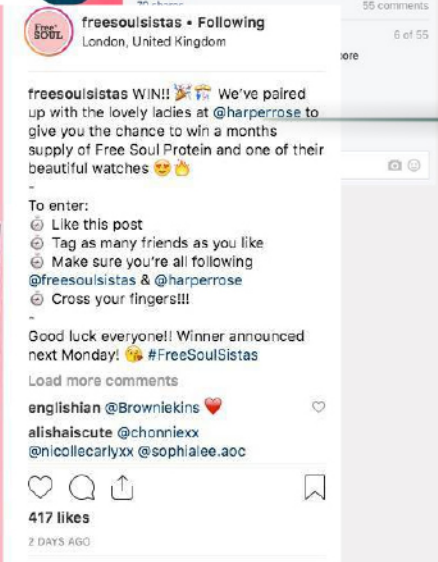 55 comments
6 of 55
Free
SOUL
freesoulsistas • Following
London, United Kingdom
freesoulsistas WIN!! 🎉🎊 We've paired
up with the lovely ladies at @harperrose to
give you the chance to win a months
supply of Free Soul Protein and one of their
beautiful watches 😍🔥
-
To enter:
Like this post
Tag as many friends as you like
Make sure you're all following
@freesoulsistas & @harperrose
Cross your fingers!!!
-
Good luck everyone!! Winner announced
next Monday! 😘 #FreeSoulSistas
Load more comments
englishian @Browniekins ❤️
alishaiscute @chonniexx
@nicollecarlyxx @sophialee.aoc
417 likes
2 DAYS AGO